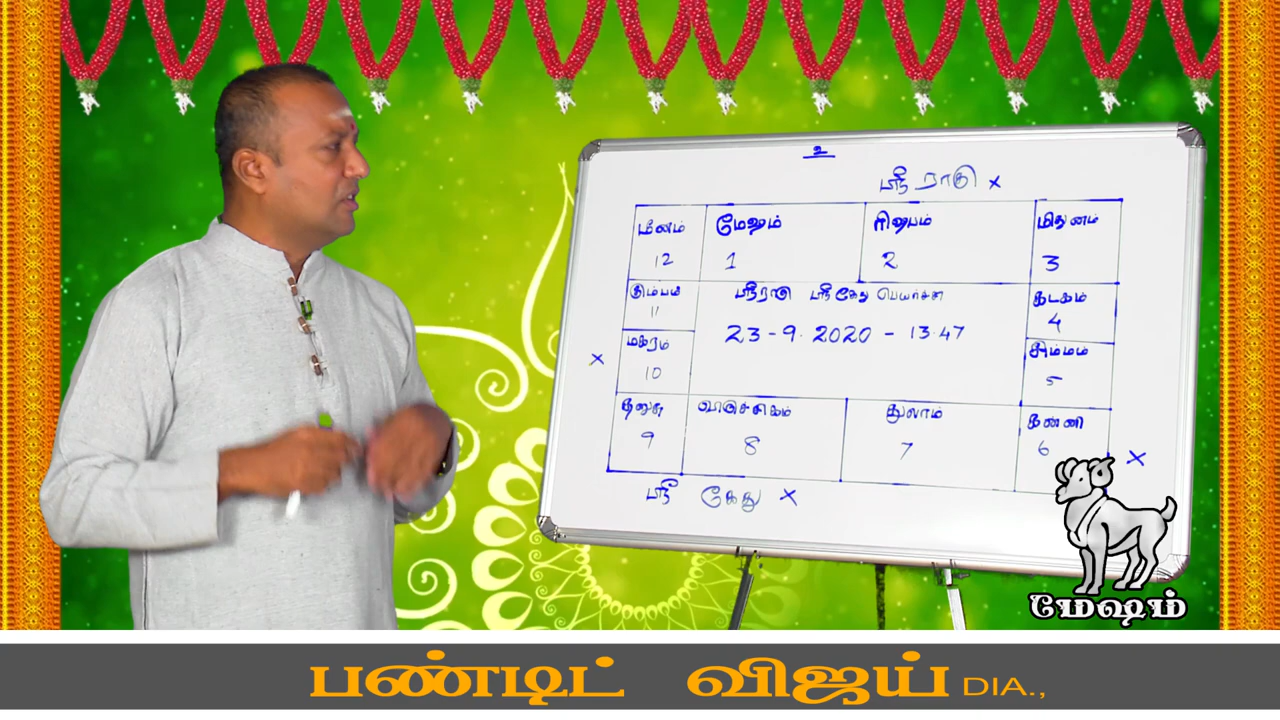 உ
ஸ்ரீ ராகு x
மீனம் மேஷம் ரிஷபம் மிதுனம்
12 1 2 3
கும்பம் ஸ்ரீ ராகு ஸ்ரீ கேது பெயர்ச்சி கடகம்
11 23-9-2020 - 13.47 4
மகரம் சிம்மம்
x 10 5
தனுசு விருச்சிகம் துலாம் கன்னி
9 8 7 6
x
ஸ்ரீ கேது x
மேஷம்
பண்டிட் விஜய் DIA.,